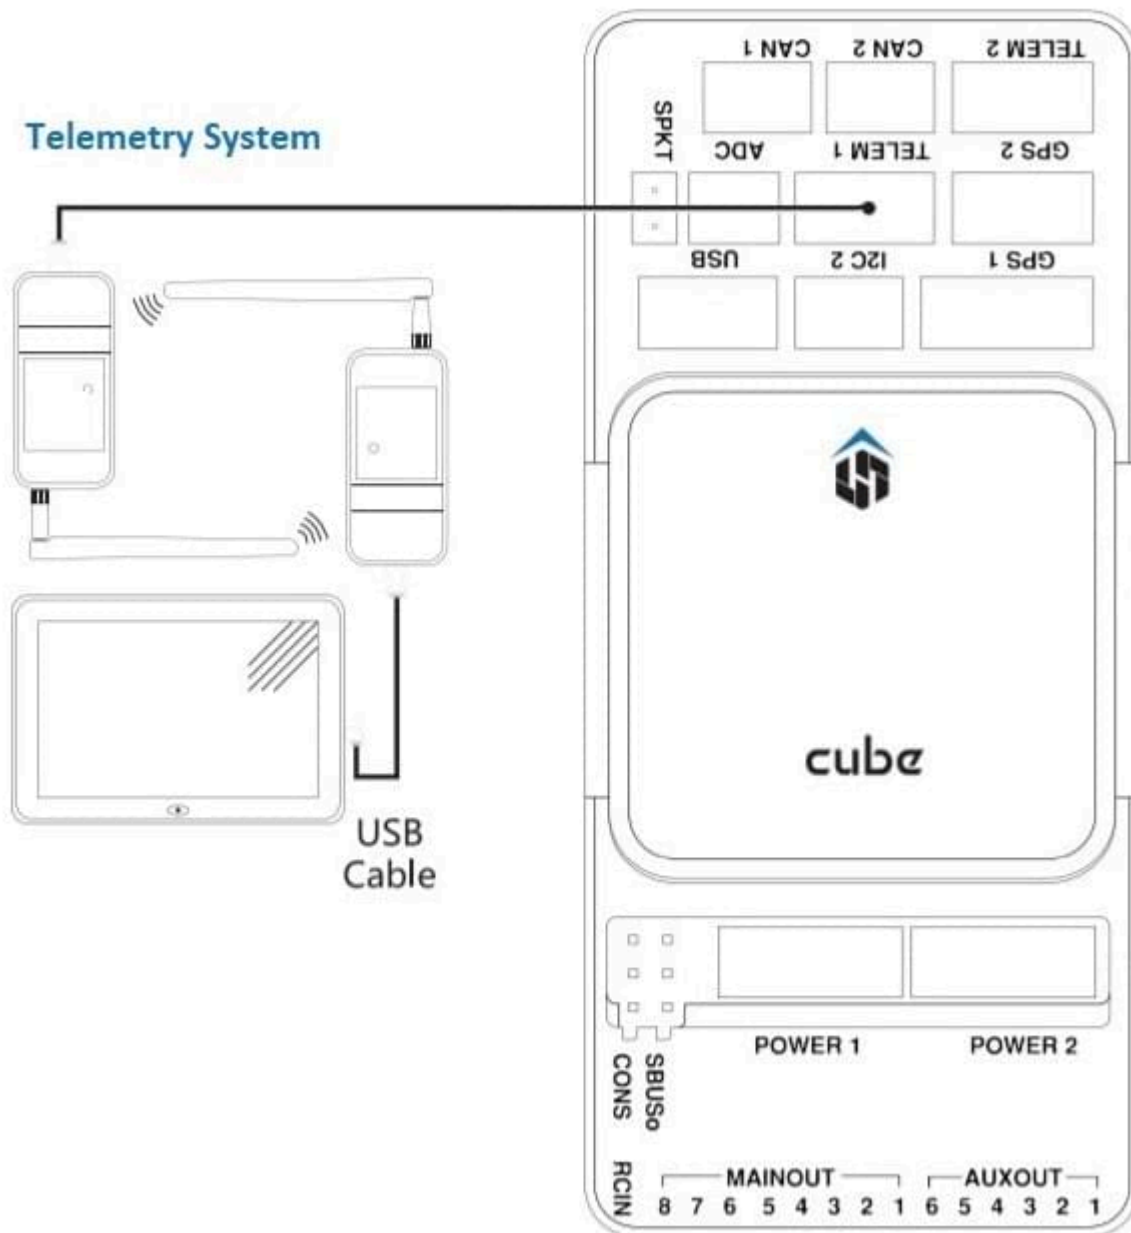 CAN 1 CAN 2 TELEM 2
Telemetry System
SPKT
ADC TELEM 1 GPS 2
USB I2C 2 GPS 1
cube
USB
Cable
POWER 1 POWER 2
CONS SBUSo
RCIN
MAINOUT AUXOUT
8 7 6 5 4 3 2 1 6 5 4 3 2 1